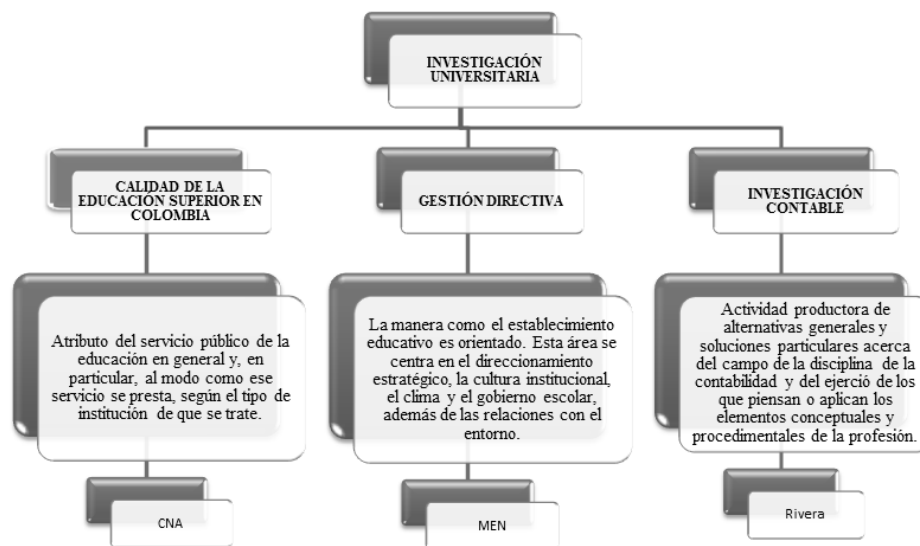 INVESTIGACIÓN
UNIVERSITARIA
CALIDAD DE LA
EDUCACIÓN SUPERIOR EN
COLOMBIA
GESTIÓN DIRECTIVA
INVESTIGACIÓN
CONTABLE
Atributo del servicio público de la
educación en general y, en
particular, al modo como ese
servicio se presta, según el tipo de
institución de que se trate.
La manera como el establecimiento
educativo es orientado. Esta área se
centra en el direccionamiento
estratégico, la cultura institucional,
el clima y el gobierno escolar,
además de las relaciones con el
entorno.
Actividad productora de
alternativas generales y
soluciones particulares acerca
del campo de la disciplina de la
contabilidad y del ejerció de los
que piensan o aplican los
elementos conceptuales y
procedimentales de la profesión.
CNA
MEN
Rivera